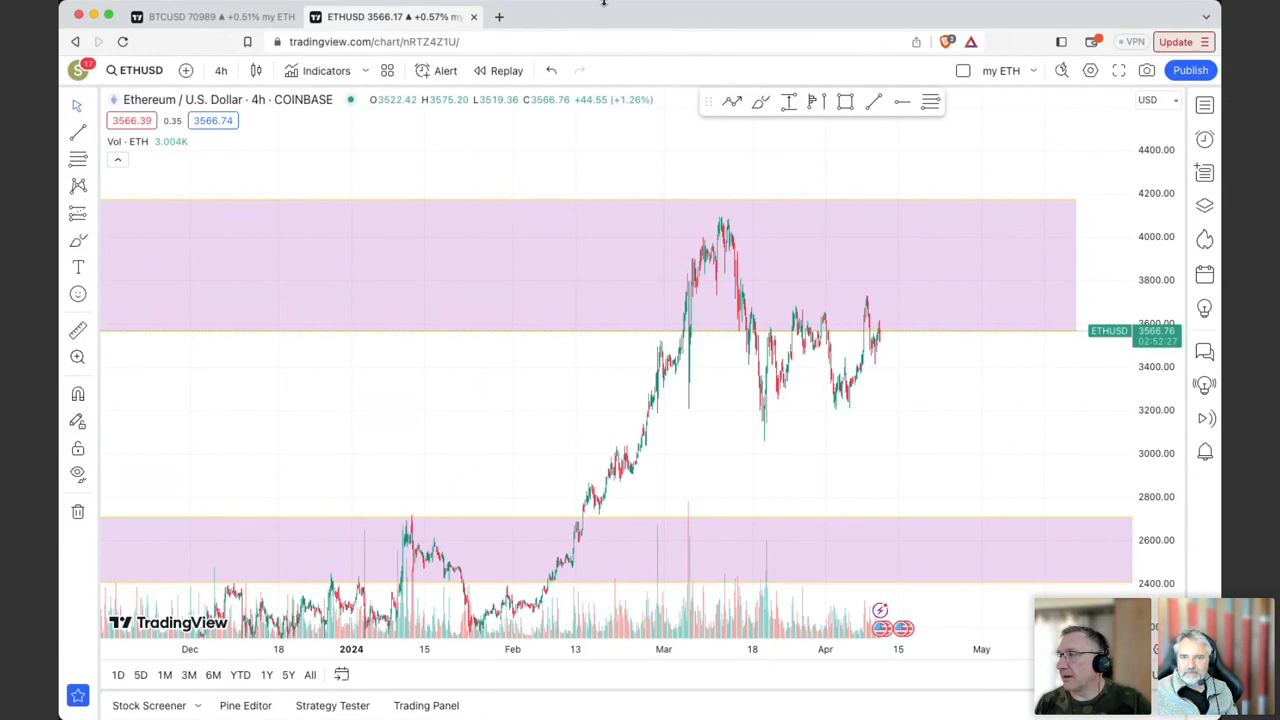 BTCUSD 70989 ▲ +0.51% my ETH
ETHUSD 3566.17 ▲ +0.57% my
tradingview.com/chart/nRTZ4Z1U/
2
VPN
Update
S
17
ETHUSD
4h
Indicators
Alert
Replay
my ETH
Publish
Ethereum / U.S. Dollar · 4h · COINBASE
O3522.42 H3575.20 L3519.36 C3566.76 +44.55 (+1.26%)
USD
3566.39 0.35 3566.74
Vol · ETH 3.004K
4400.00
4200.00
4000.00
3800.00
3600.00
ETHUSD 3566.76
02:52:27
3400.00
3200.00
3000.00
2800.00
2600.00
2400.00
TradingView
Dec 18 2024 15 Feb 13 Mar 18 Apr 15 May
1D 5D 1M 3M 6M YTD 1Y 5Y All
Stock Screener Pine Editor Strategy Tester Trading Panel